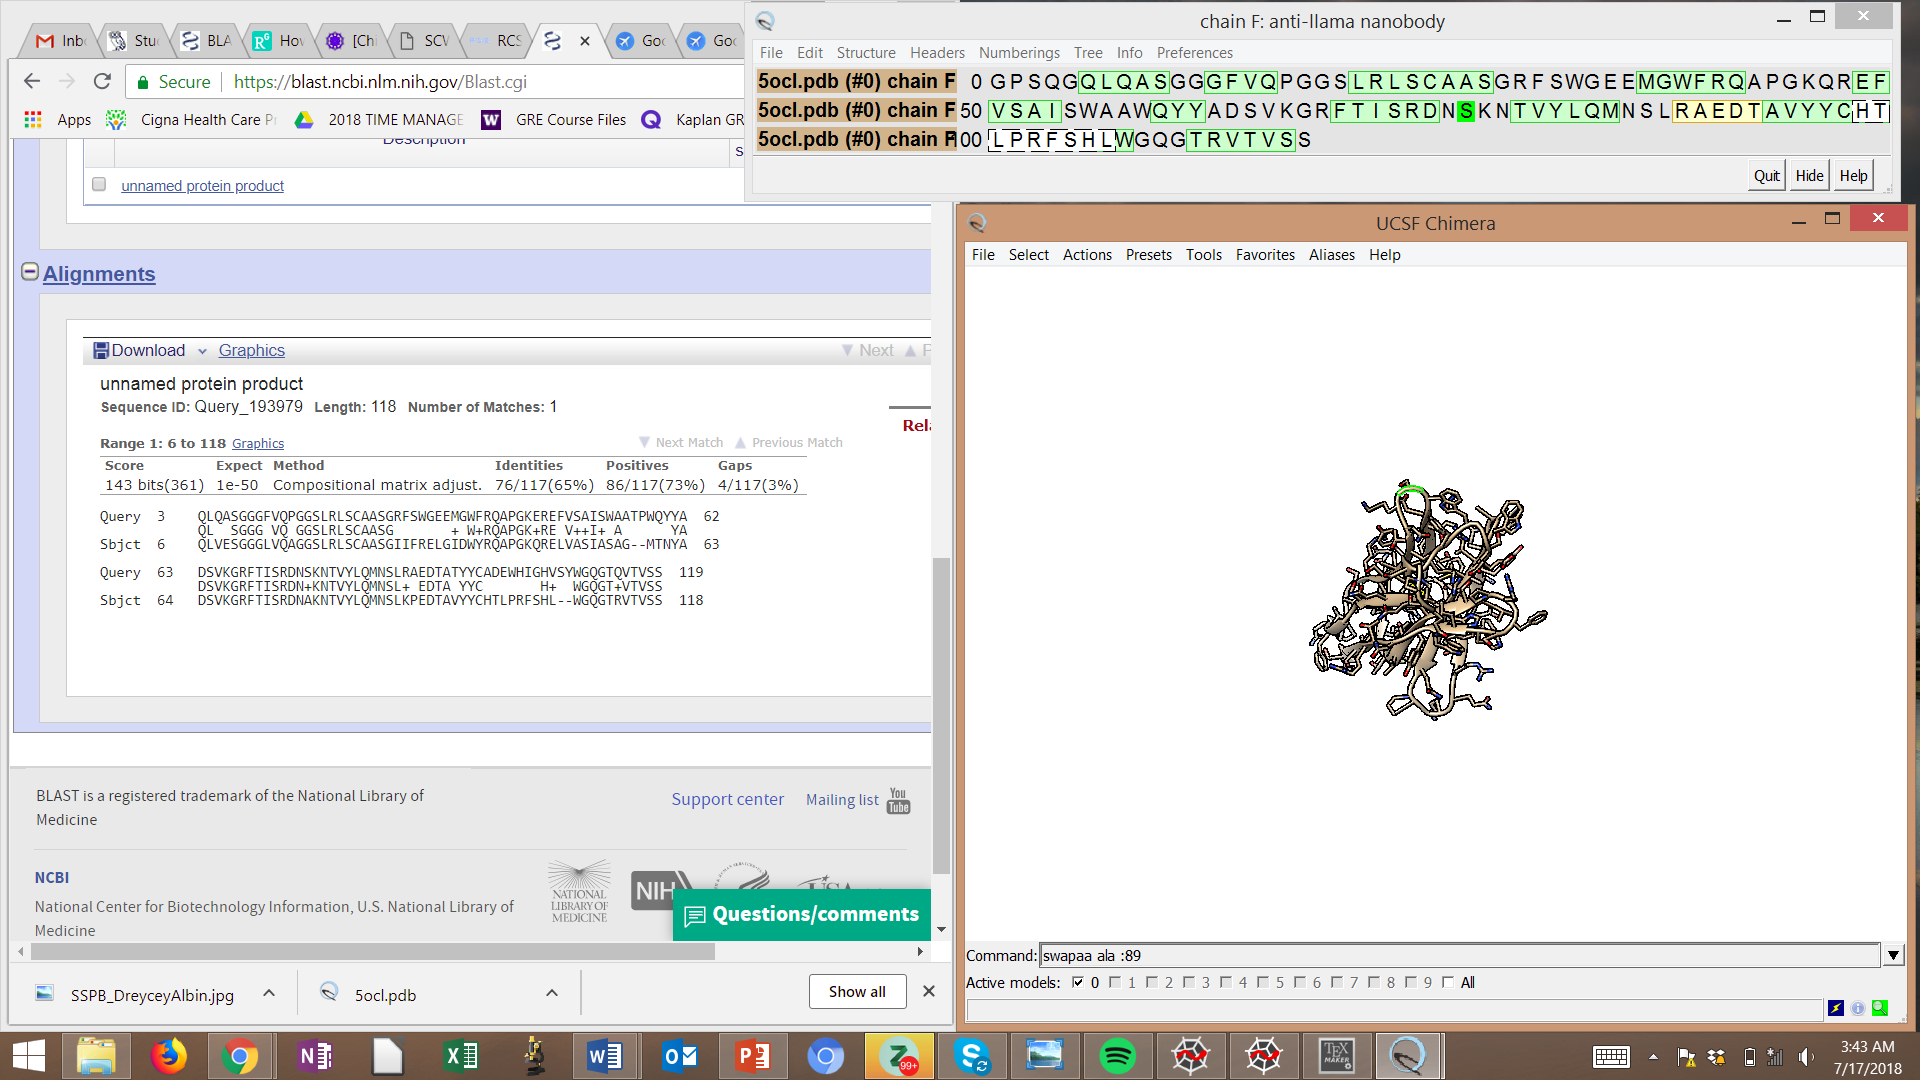 Inb
Stu
BLA
Hov
[Chi
SCV
RCS
Goo
Goo
Secure
https://blast.ncbi.nlm.nih.gov/Blast.cgi
Apps
Cigna Health Care Pr
2018 TIME MANAGE
GRE Course Files
Kaplan GR
Description
S
unnamed protein product
Alignments
Download Graphics Next
unnamed protein product
Sequence ID: Query_193979 Length: 118 Number of Matches: 1
Rela
Range 1: 6 to 118 Graphics Next Match Previous Match
Score Expect Method Identities Positives Gaps
143 bits(361) 1e-50 Compositional matrix adjust. 76/117(65%) 86/117(73%) 4/117(3%)
Query 3 QLQASGGGFVQPGGSLRLSCAASGRFSWGEEMGWFRQAPGKEREFVSAISWAATPWQYYA 62
QL SGGG VQ GGSLRLSCAASG + W+RQAPGK+RE V++I+ A YA
Sbjct 6 QLVESGGGLVQAGGSLRLSCAASGIIFRELGIDWYRQAPGKQRELVASIASAG--MTNYA 63
Query 63 DSVKGRFTISRDNSKNTVYLQMNSLRAEDTATYYCADEWHIGHVSYWGQGTQVTVSS 119
DSVKGRFTISRDN+KNTVYLQMNSL+ EDTA YYC H+ WGQGT+VTVSS
Sbjct 64 DSVKGRFTISRDNAKNTVYLQMNSLKPEDTAVYYCHTLPRFSHL--WGQGTRVTVSS 118
BLAST is a registered trademark of the National Library of
Medicine
Support center
Mailing list
You
Tube
NCBI
National Center for Biotechnology Information, U.S. National Library of
Medicine
NATIONAL
LIBRARY OF
MEDICINE
NIH
Questions/comments
SSPB_DreyceyAlbin.jpg
5ocl.pdb
Show all
chain F: anti-llama nanobody
File Edit Structure Headers Numberings Tree Info Preferences
5ocl.pdb (#0) chain F 0 GPSQGQLQASGGGFVQPGGSLRLSCAASGRFSWGEEMGWFRQAPGKQREF
5ocl.pdb (#0) chain F 50 VSAISWAAWQYYADSVKGRFTISRDNSKNTVYLQMNSLRAEDTAVYYCHT
5ocl.pdb (#0) chain F 00 LPRFSHLWGQGTRVTVSS
Quit Hide Help
UCSF Chimera
File Select Actions Presets Tools Favorites Aliases Help
Command: swapaa ala :89
Active models: 0 1 2 3 4 5 6 7 8 9 All
99+
3:43 AM
7/17/2018